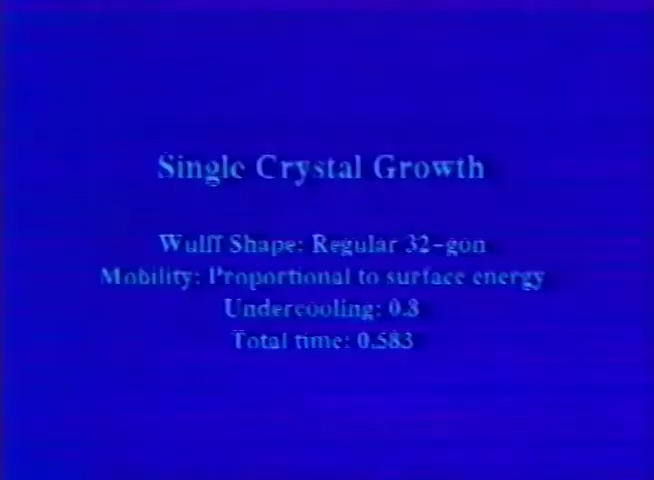 Single Crystal Growth
Wulff Shape: Regular 32-gon
Mobility: Proportional to surface energy
Undercooling: 0.8
Total time: 0.583